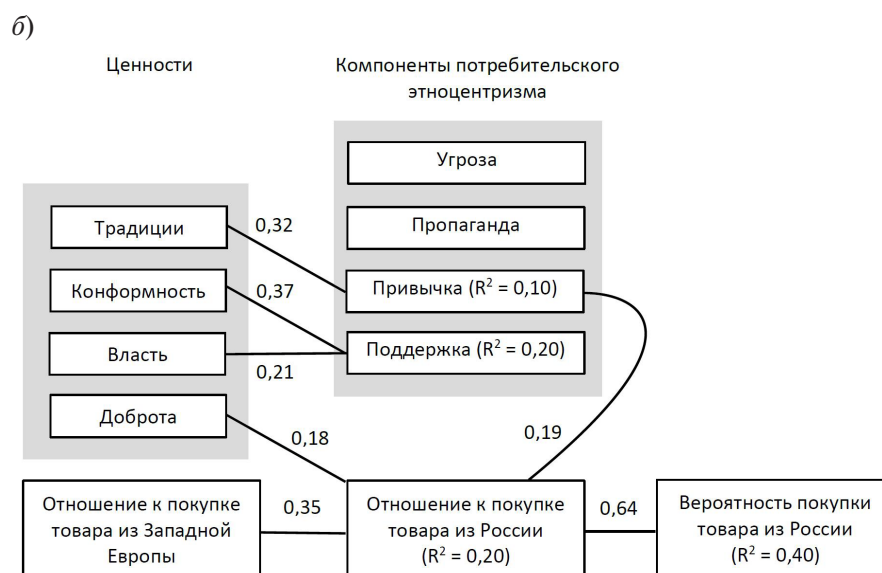 б)
Ценности
Компоненты потребительского
этноцентризма
Угроза
Традиции
0,32
Пропаганда
Конформность
0,37
Привычка (R² = 0,10)
Власть
0,21
Поддержка (R² = 0,20)
Доброта
0,18
0,19
Отношение к покупке
товара из Западной
Европы
0,35
Отношение к покупке
товара из России
(R² = 0,20)
0,64
Вероятность покупки
товара из России
(R² = 0,40)